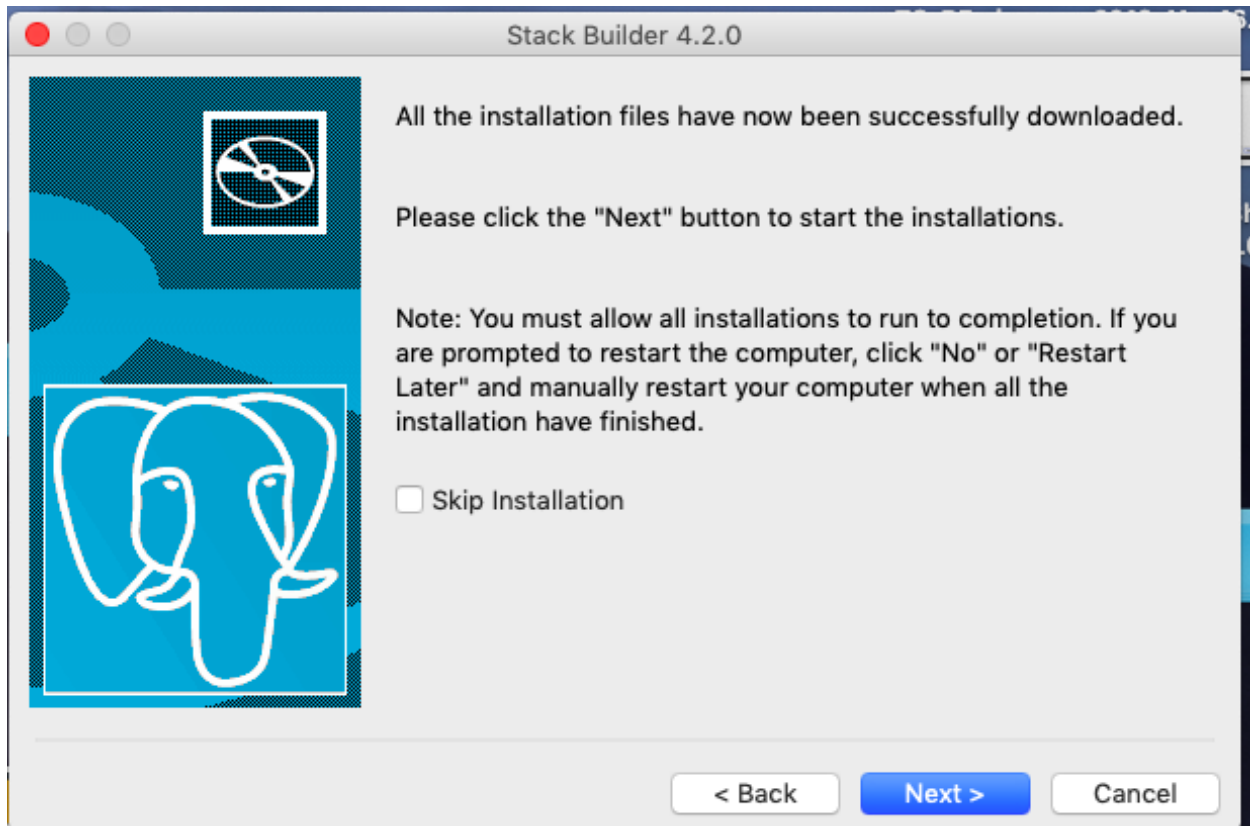 Stack Builder 4.2.0
All the installation files have now been successfully downloaded.
Please click the "Next" button to start the installations.
Note: You must allow all installations to run to completion. If you
are prompted to restart the computer, click "No" or "Restart
Later" and manually restart your computer when all the
installation have finished.
Skip Installation
< Back
Next >
Cancel